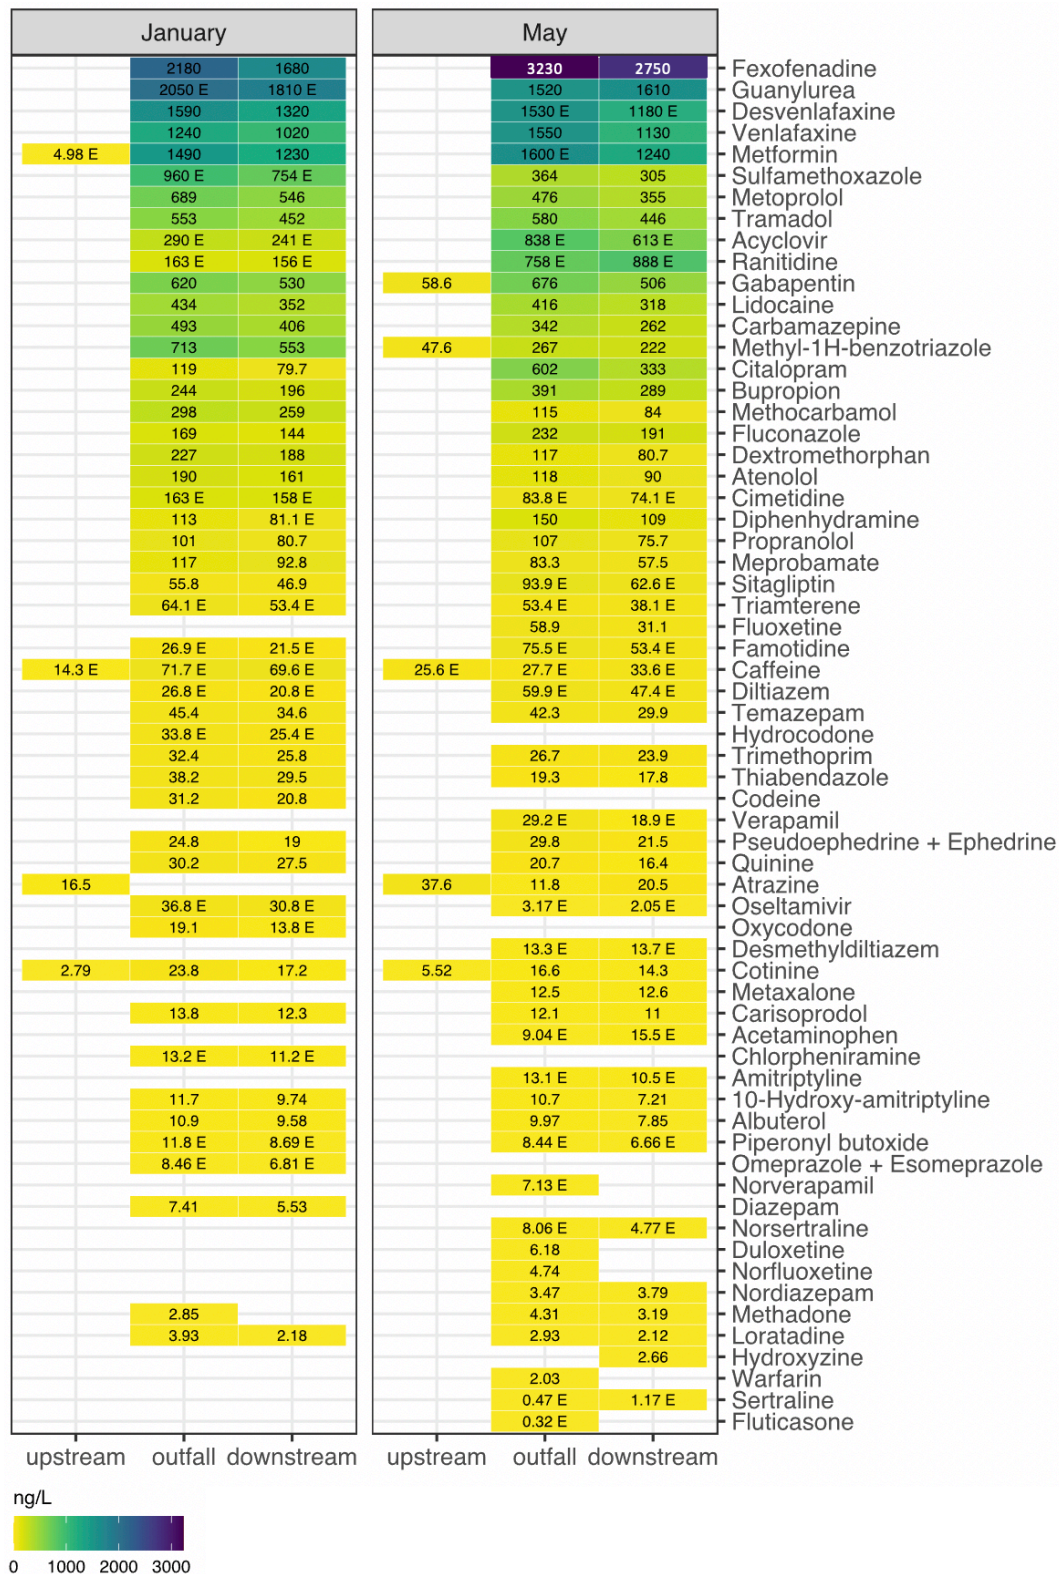 January May
2180 1680 3230 2750 Fexofenadine
2050 E 1810 E 1520 1610 Guanylurea
1590 1320 1530 E 1180 E Desvenlafaxine
1240 1020 1550 1130 Venlafaxine
4.98 E 1490 1230 1600 E 1240 Metformin
960 E 754 E 364 305 Sulfamethoxazole
689 546 476 355 Metoprolol
553 452 580 446 Tramadol
290 E 241 E 838 E 613 E Acyclovir
163 E 156 E 758 E 888 E Ranitidine
620 530 58.6 676 506 Gabapentin
434 352 416 318 Lidocaine
493 406 342 262 Carbamazepine
713 553 47.6 267 222 Methyl-1H-benzotriazole
119 79.7 602 333 Citalopram
244 196 391 289 Bupropion
298 259 115 84 Methocarbamol
169 144 232 191 Fluconazole
227 188 117 80.7 Dextromethorphan
190 161 118 90 Atenolol
163 E 158 E 83.8 E 74.1 E Cimetidine
113 81.1 E 150 109 Diphenhydramine
101 80.7 107 75.7 Propranolol
117 92.8 83.3 57.5 Meprobamate
55.8 46.9 93.9 E 62.6 E Sitagliptin
64.1 E 53.4 E 53.4 E 38.1 E Triamterene
58.9 31.1 Fluoxetine
26.9 E 21.5 E 75.5 E 53.4 E Famotidine
14.3 E 71.7 E 69.6 E 25.6 E 27.7 E 33.6 E Caffeine
26.8 E 20.8 E 59.9 E 47.4 E Diltiazem
45.4 34.6 42.3 29.9 Temazepam
33.8 E 25.4 E Hydrocodone
32.4 25.8 26.7 23.9 Trimethoprim
38.2 29.5 19.3 17.8 Thiabendazole
31.2 20.8 Codeine
29.2 E 18.9 E Verapamil
24.8 19 29.8 21.5 Pseudoephedrine + Ephedrine
30.2 27.5 20.7 16.4 Quinine
16.5 37.6 11.8 20.5 Atrazine
36.8 E 30.8 E 3.17 E 2.05 E Oseltamivir
19.1 13.8 E Oxycodone
13.3 E 13.7 E Desmethyldiltiazem
2.79 23.8 17.2 5.52 16.6 14.3 Cotinine
12.5 12.6 Metaxalone
13.8 12.3 12.1 11 Carisoprodol
9.04 E 15.5 E Acetaminophen
13.2 E 11.2 E Chlorpheniramine
13.1 E 10.5 E Amitriptyline
11.7 9.74 10.7 7.21 10-Hydroxy-amitriptyline
10.9 9.58 9.97 7.85 Albuterol
11.8 E 8.69 E 8.44 E 6.66 E Piperonyl butoxide
8.46 E 6.81 E Omeprazole + Esomeprazole
7.13 E Norverapamil
7.41 5.53 Diazepam
8.06 E 4.77 E Norsertraline
6.18 Duloxetine
4.74 Norfluoxetine
3.47 3.79 Nordiazepam
2.85 4.31 3.19 Methadone
3.93 2.18 2.93 2.12 Loratadine
2.66 Hydroxyzine
2.03 Warfarin
0.47 E 1.17 E Sertraline
0.32 E Fluticasone
upstream outfall downstream upstream outfall downstream
ng/L
0 1000 2000 3000